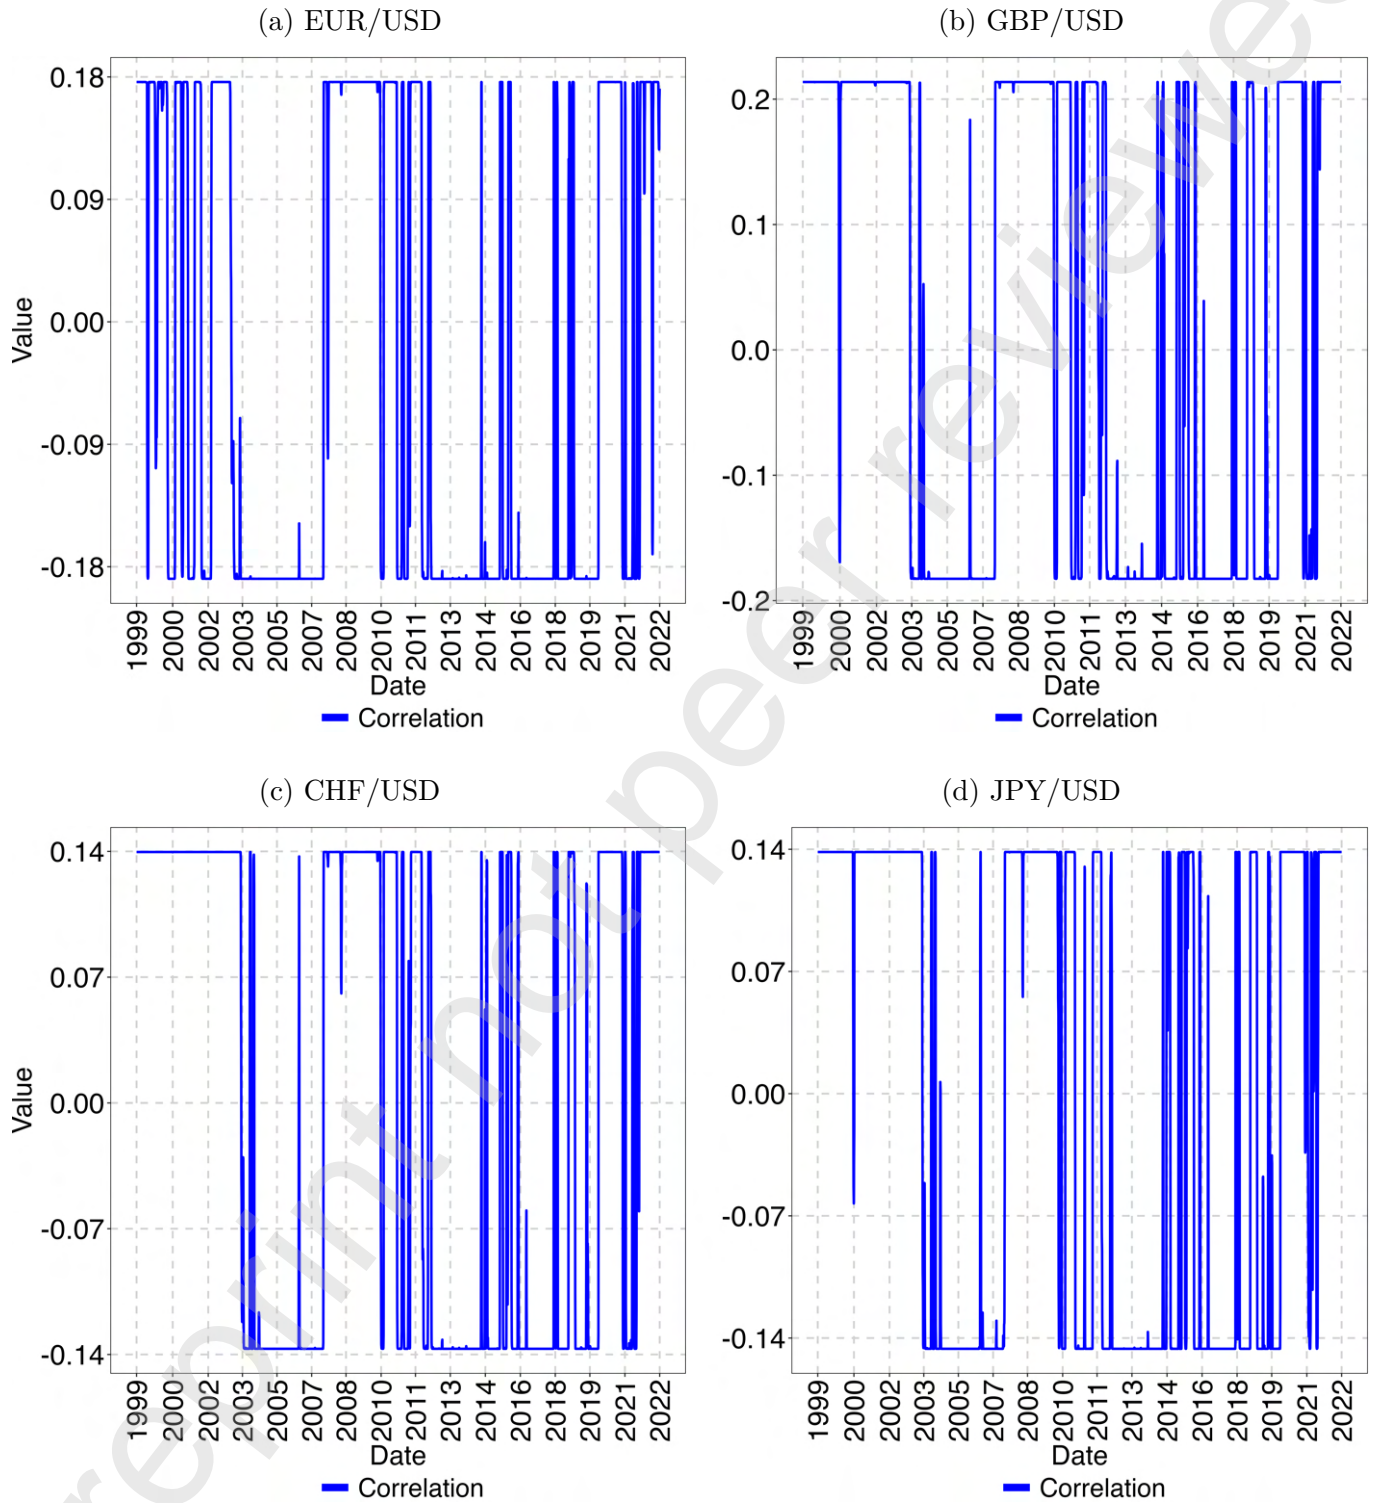 (a) EUR/USD
(b) GBP/USD
0.18
0.09
0.00
-0.09
-0.18
Value
1999 2000 2002 2003 2005 2007 2008 2010 2011 2013 2014 2016 2018 2019 2021 2022
Date
Correlation
0.2
0.1
0.0
-0.1
-0.2
1999 2000 2002 2003 2005 2007 2008 2010 2011 2013 2014 2016 2018 2019 2021 2022
Date
Correlation
(c) CHF/USD
(d) JPY/USD
0.14
0.07
0.00
-0.07
-0.14
Value
1999 2000 2002 2003 2005 2007 2008 2010 2011 2013 2014 2016 2018 2019 2021 2022
Date
Correlation
0.14
0.07
0.00
-0.07
-0.14
1999 2000 2002 2003 2005 2007 2008 2010 2011 2013 2014 2016 2018 2019 2021 2022
Date
Correlation
eprint not peer reviewe